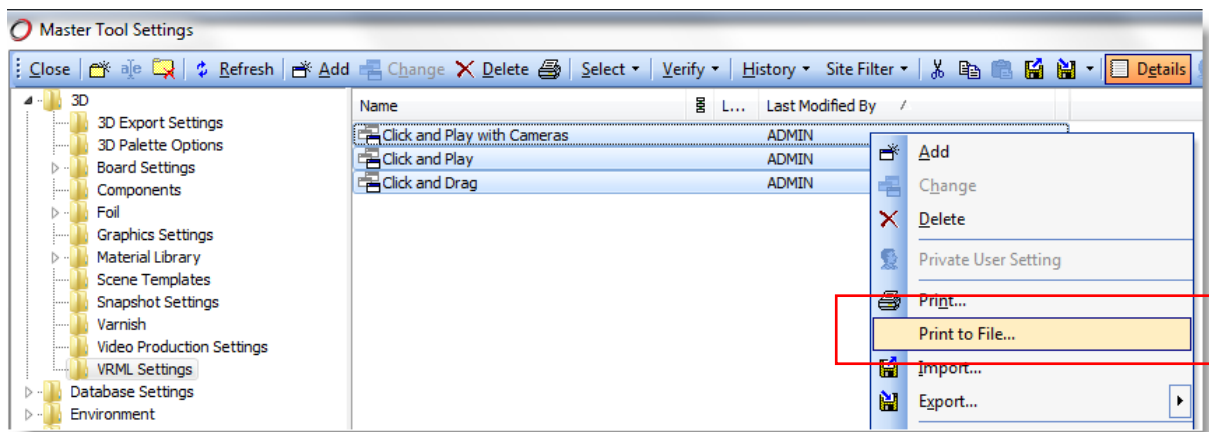 Master Tool Settings
Close aje Refresh Add Change Delete Select Verify History Site Filter Details
3D
3D Export Settings
3D Palette Options
Board Settings
Components
Foil
Graphics Settings
Material Library
Scene Templates
Snapshot Settings
Varnish
Video Production Settings
VRML Settings
Database Settings
Environment
Name L... Last Modified By /
Click and Play with Cameras ADMIN
Click and Play ADMIN
Click and Drag ADMIN
Add
Change
Delete
Private User Setting
Print...
Print to File...
Import...
Export...